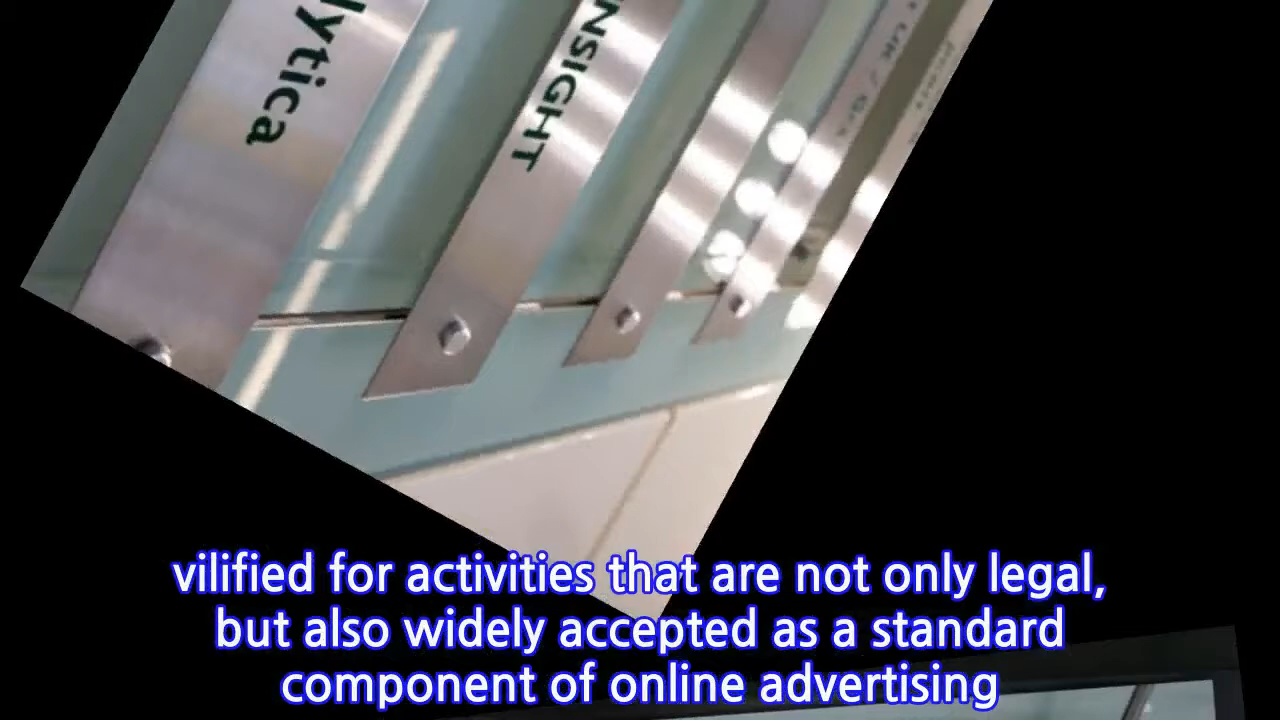 lytica
NSIGHT
vilified for activities that are not only legal,
but also widely accepted as a standard
component of online advertising